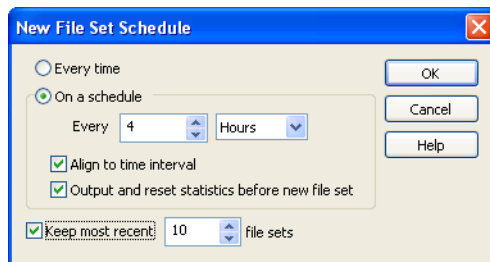 New File Set Schedule
Every time
On a schedule
Every 4 Hours
Align to time interval
Output and reset statistics before new file set
Keep most recent 10 file sets
OK
Cancel
Help